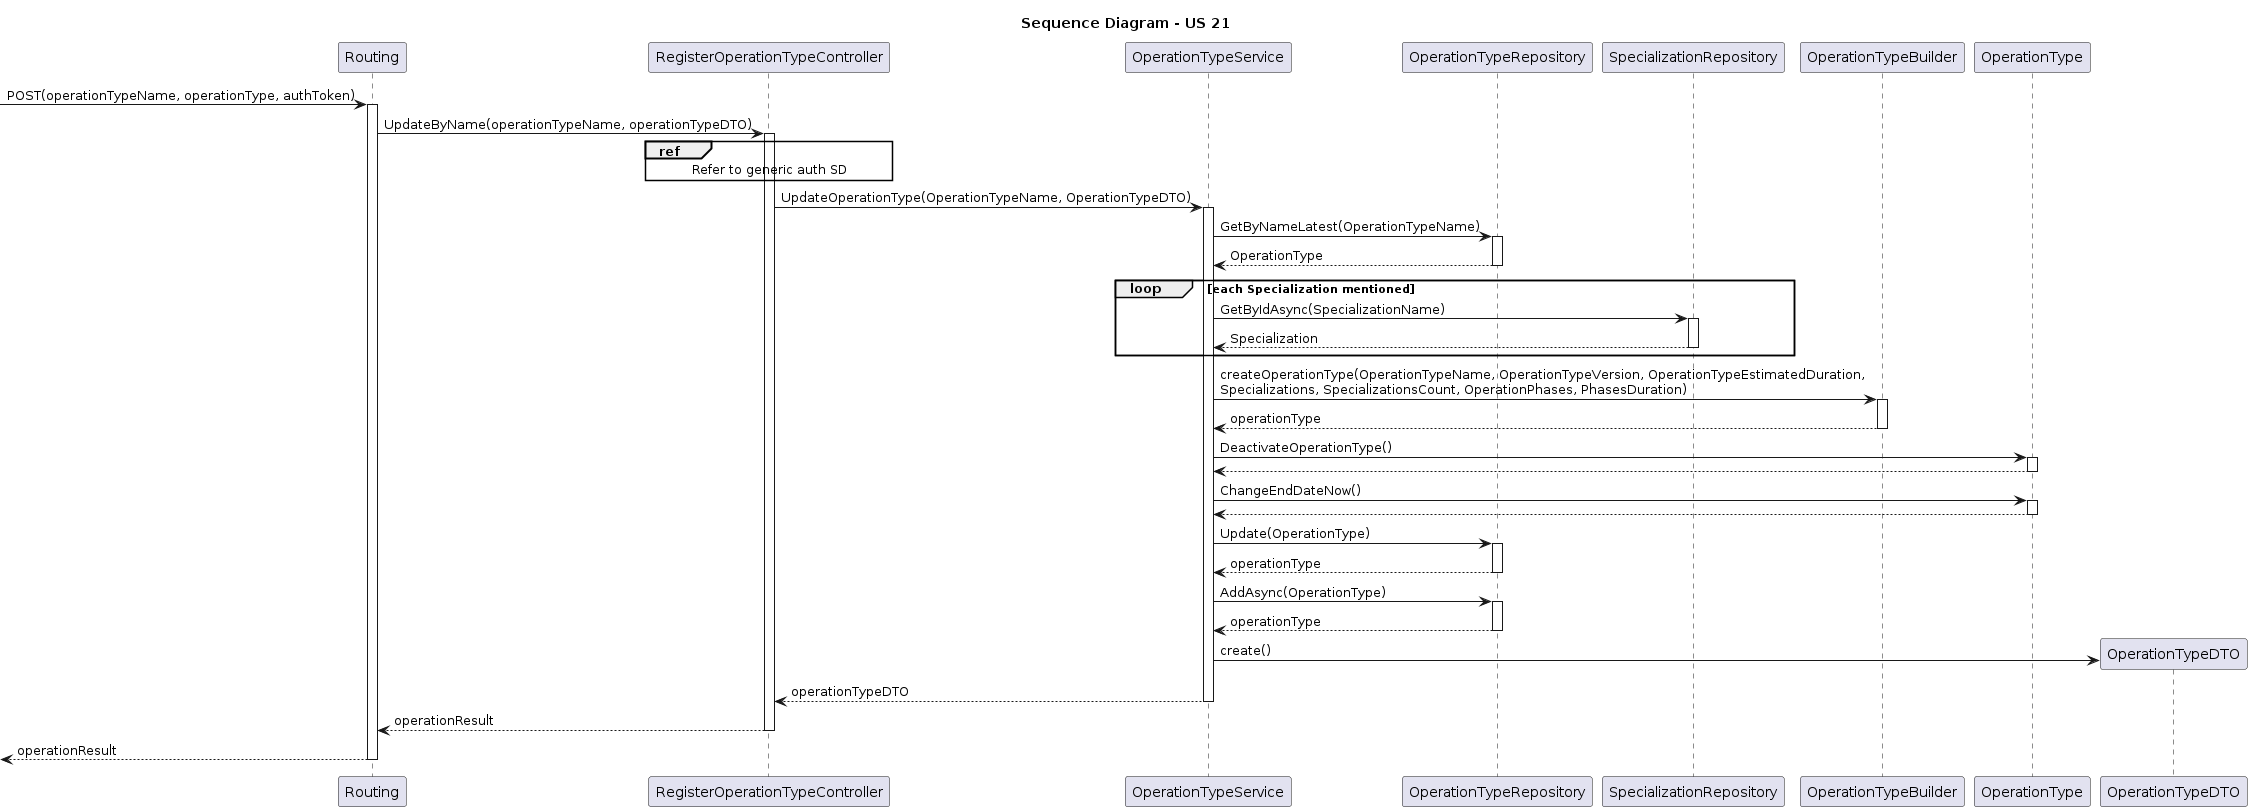 Sequence Diagram - US 21
Routing
RegisterOperationTypeController
OperationTypeService
OperationTypeRepository
SpecializationRepository
OperationTypeBuilder
OperationType
POST(operationTypeName, operationType, authToken)
UpdateByName(operationTypeName, operationTypeDTO)
ref
Refer to generic auth SD
UpdateOperationType(OperationTypeName, OperationTypeDTO)
GetByNameLatest(OperationTypeName)
OperationType
loop
[each Specialization mentioned]
GetByIdAsync(SpecializationName)
Specialization
createOperationType(OperationTypeName, OperationTypeVersion, OperationTypeEstimatedDuration,
Specializations, SpecializationsCount, OperationPhases, PhasesDuration)
operationType
DeactivateOperationType()
ChangeEndDateNow()
Update(OperationType)
operationType
AddAsync(OperationType)
operationType
create()
OperationTypeDTO
operationTypeDTO
operationResult
operationResult
Routing
RegisterOperationTypeController
OperationTypeService
OperationTypeRepository
SpecializationRepository
OperationTypeBuilder
OperationType
OperationTypeDTO